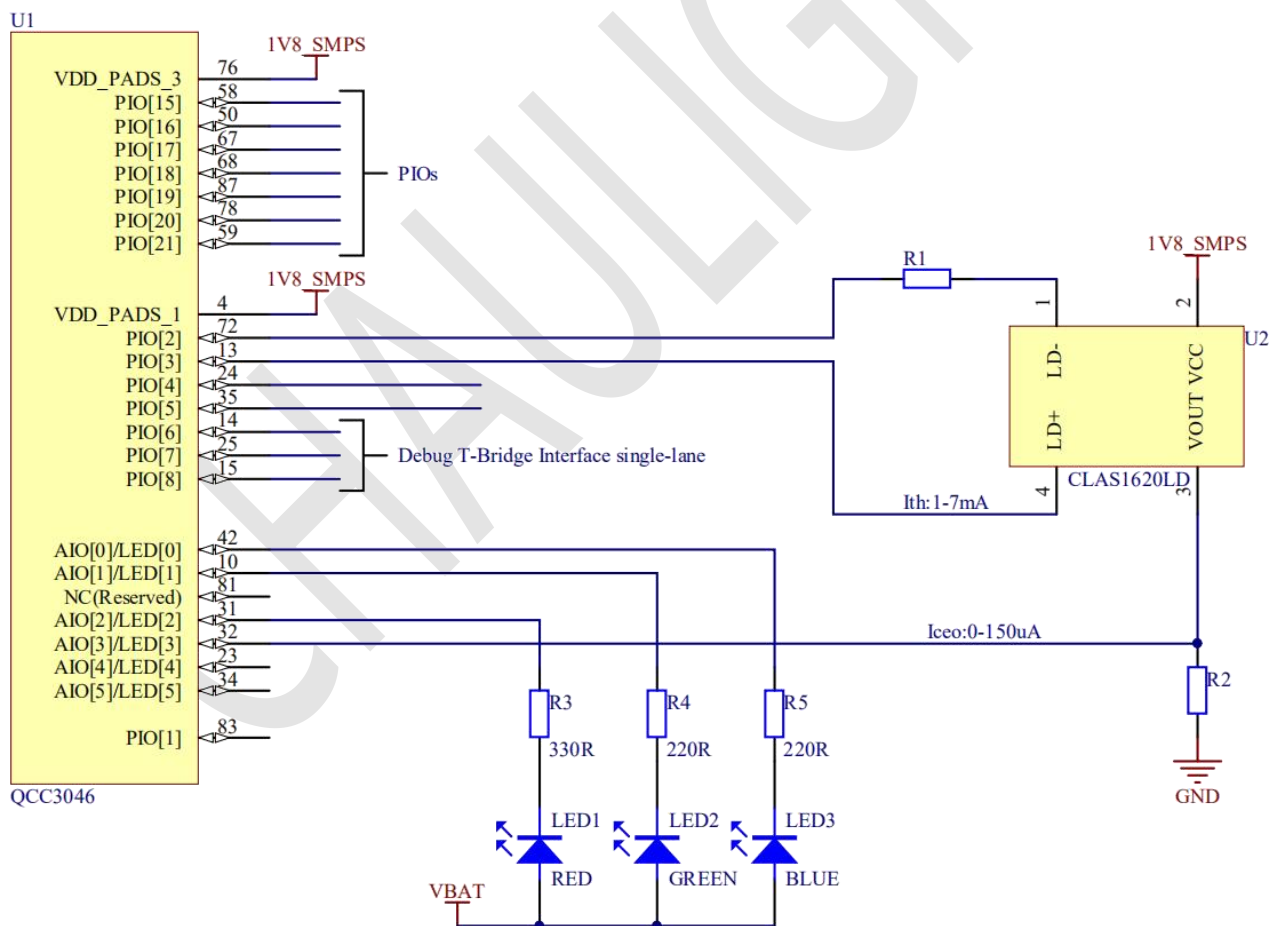 U1
1V8_SMPS
VDD_PADS_3 76
PIO[15] 58
PIO[16] 50
PIO[17] 67
PIO[18] 68
PIO[19] 87
PIO[20] 78
PIO[21] 59
PIOs
1V8_SMPS
VDD_PADS_1 4
PIO[2] 72
PIO[3] 13
PIO[4] 24
PIO[5] 35
PIO[6] 14
PIO[7] 25
PIO[8] 15
Debug T-Bridge Interface single-lane
AIO[0]/LED[0] 42
AIO[1]/LED[1] 10
NC(Reserved) 81
AIO[2]/LED[2] 31
AIO[3]/LED[3] 32
AIO[4]/LED[4] 23
AIO[5]/LED[5] 34
PIO[1] 83
QCC3046
R1
1V8_SMPS
1
2
U2
LD-
LD+
VOUT VCC
CLAS1620LD
4
3
Ith:1-7mA
Iceo:0-150uA
R2
GND
R3
330R
R4
220R
R5
220R
LED1
RED
LED2
GREEN
LED3
BLUE
VBAT